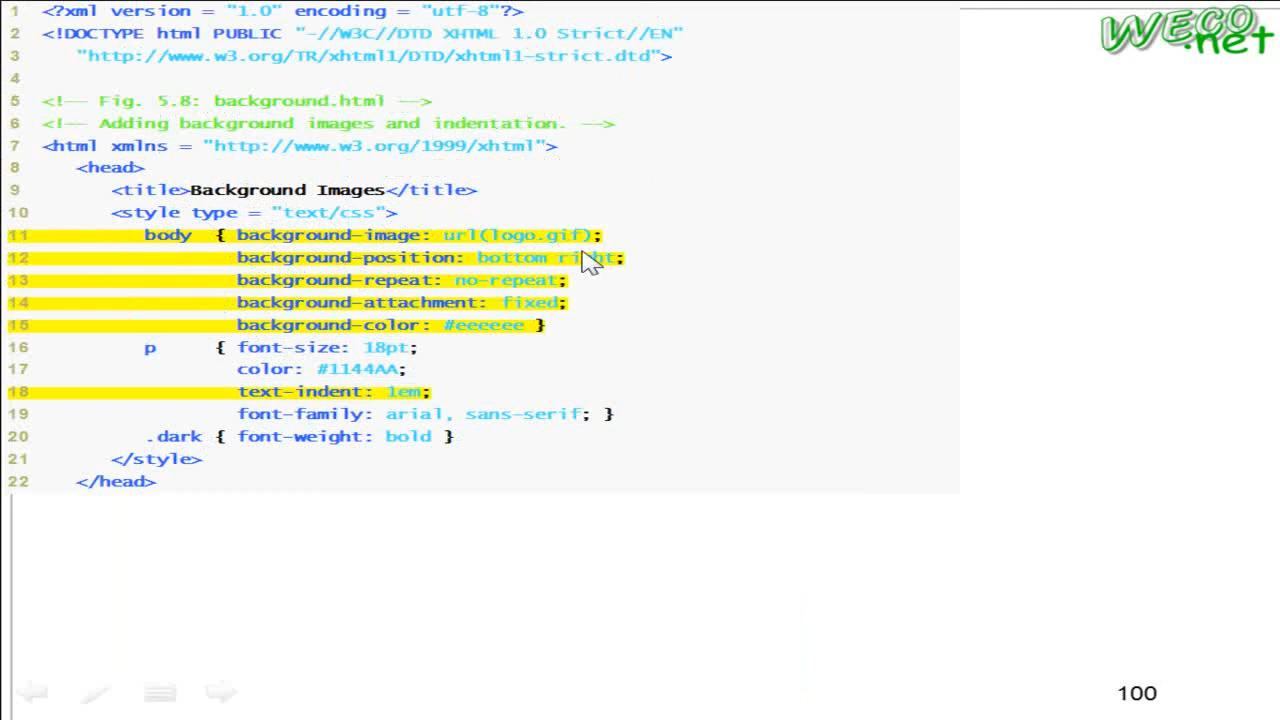 WECO
.net
1 <?xml version = "1.0" encoding = "utf-8"?>
2 <!DOCTYPE html PUBLIC "-//W3C//DTD XHTML 1.0 Strict//EN"
3 "http://www.w3.org/TR/xhtml1/DTD/xhtml1-strict.dtd">
4
5 <!-- Fig. 5.8: background.html -->
6 <!-- Adding background images and indentation. -->
7 <html xmlns = "http://www.w3.org/1999/xhtml">
8 <head>
9 <title>Background Images</title>
10 <style type = "text/css">
11 body { background-image: url(logo.gif);
12 background-position: bottom right;
13 background-repeat: no-repeat;
14 background-attachment: fixed;
15 background-color: #eeeeee }
16 p { font-size: 18pt;
17 color: #1144AA;
18 text-indent: 1em;
19 font-family: arial, sans-serif; }
20 .dark { font-weight: bold }
21 </style>
22 </head>
100